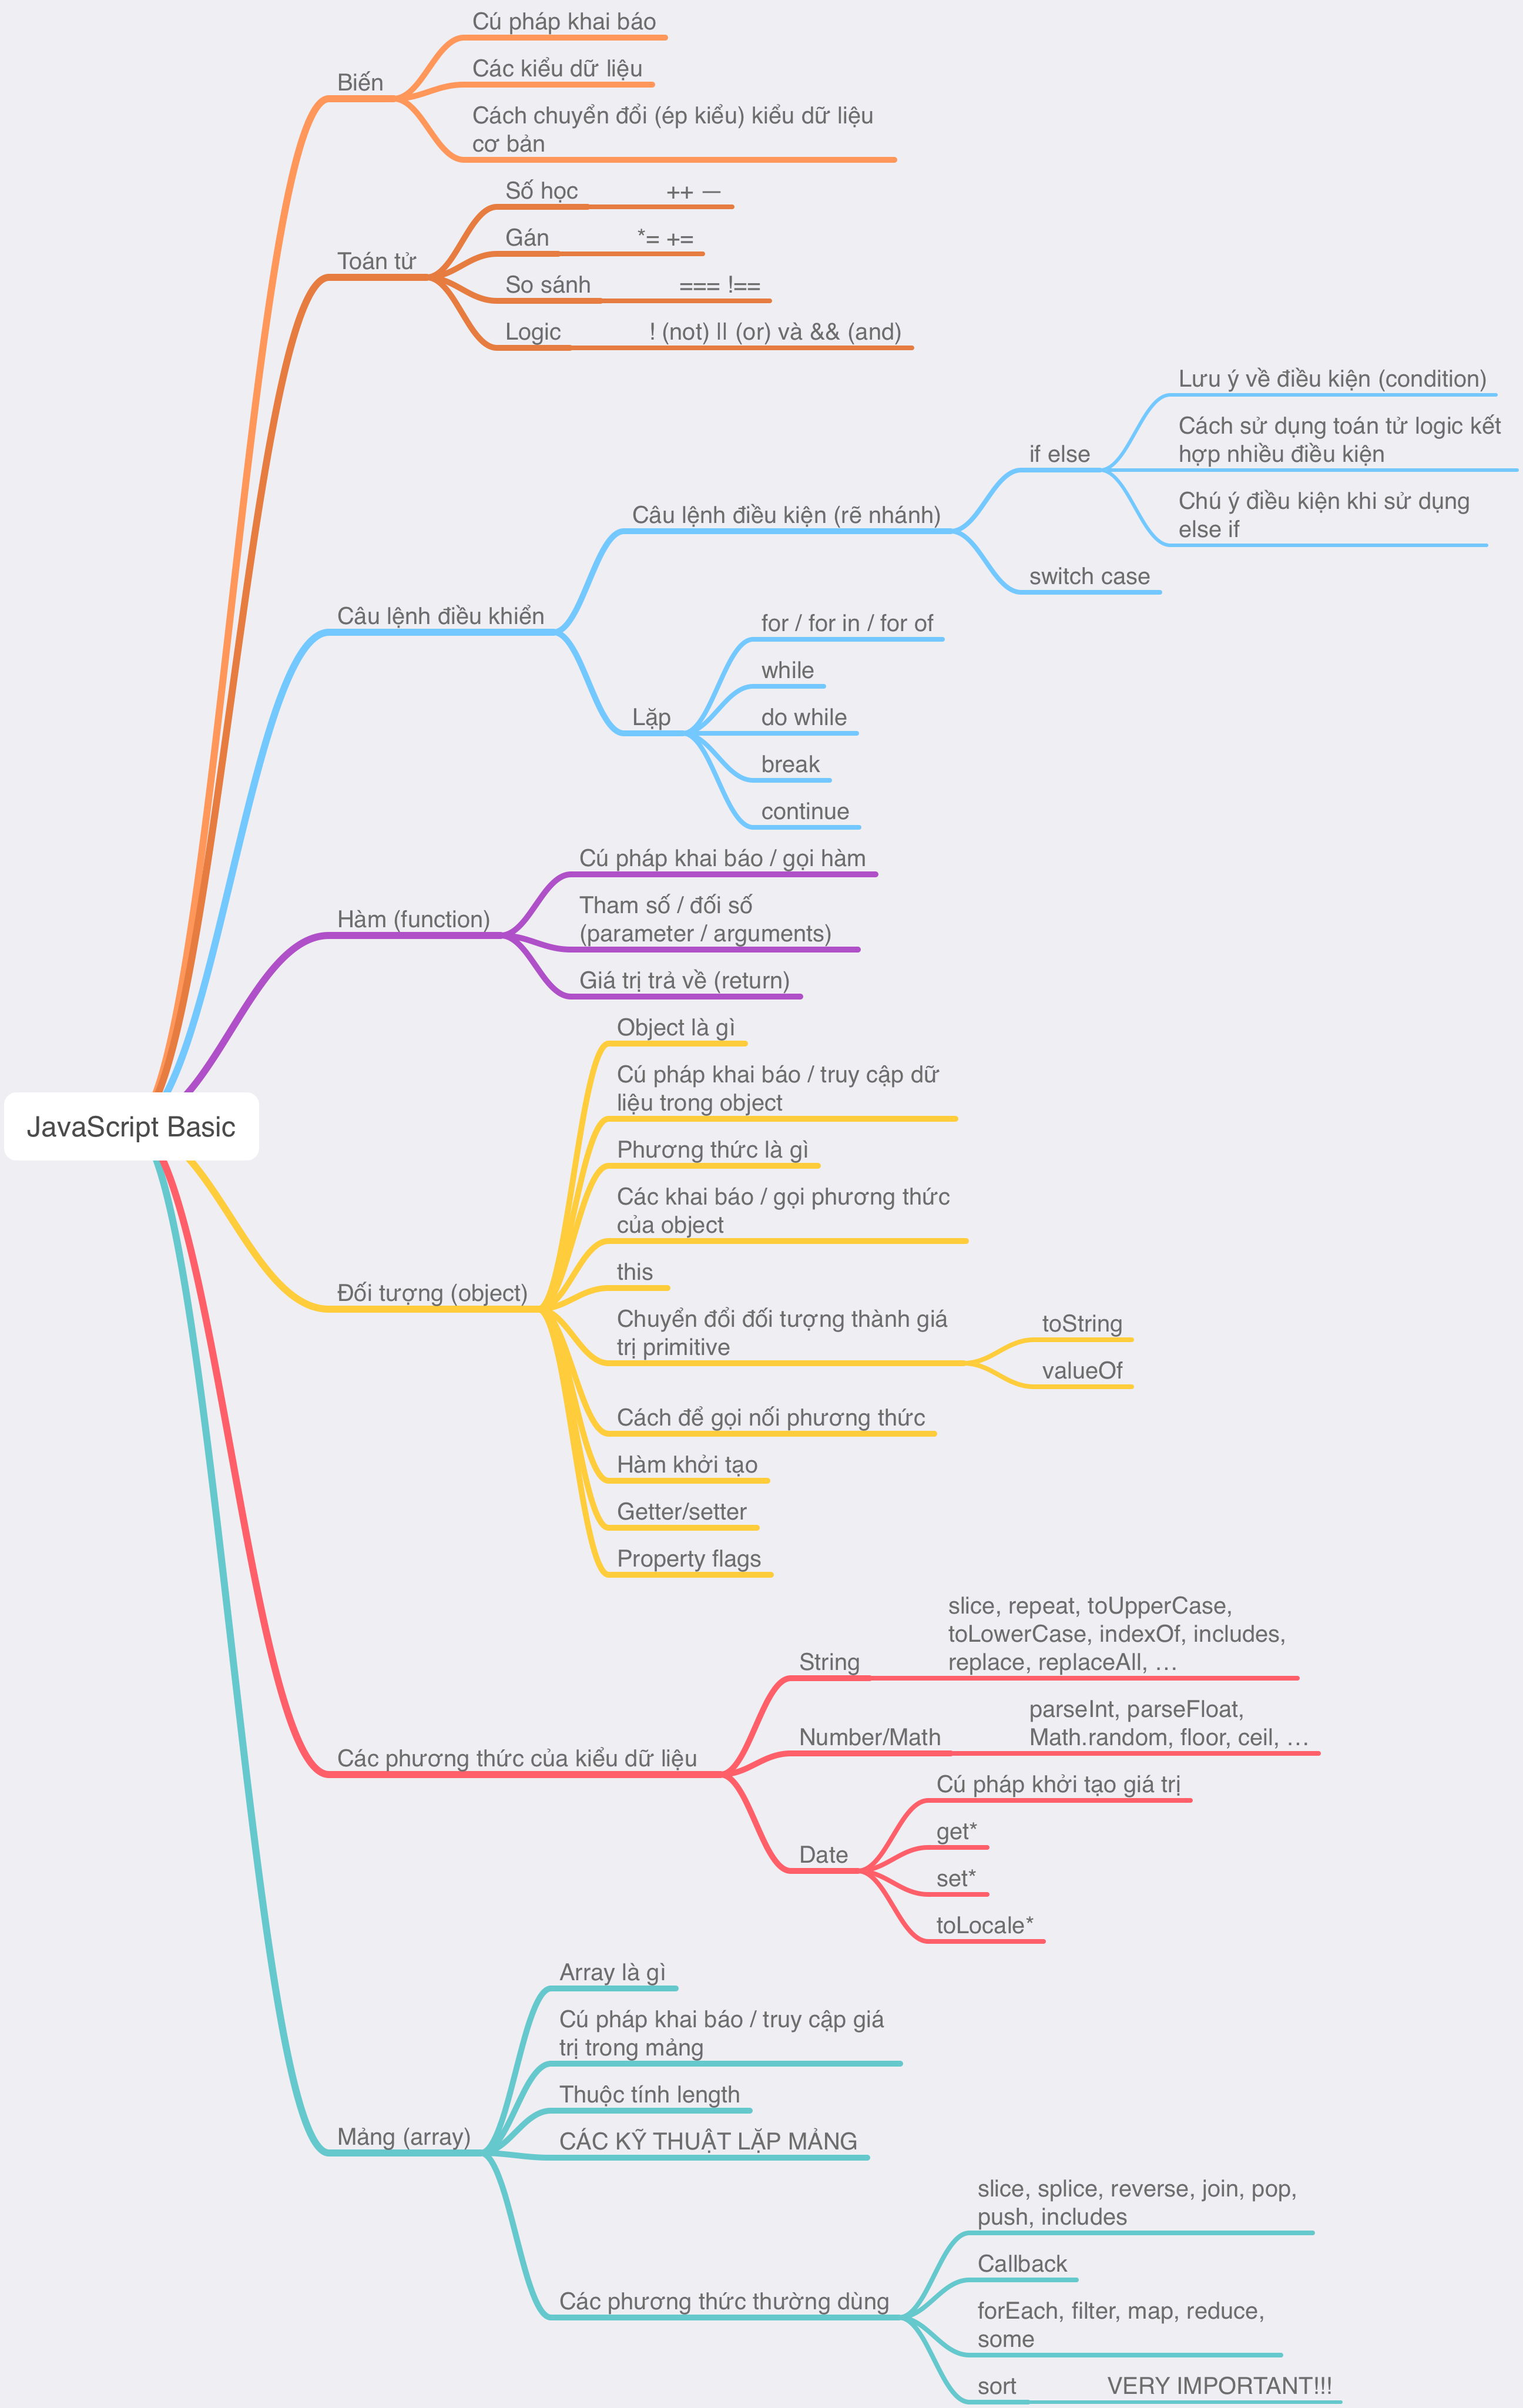 Cú pháp khai báo
Các kiểu dữ liệu
Biến
Cách chuyển đổi (ép kiểu) kiểu dữ liệu
cơ bản
Số học
++ —
Gán
*= +=
Toán tử
So sánh
=== !==
Logic
! (not) || (or) và && (and)
Lưu ý về điều kiện (condition)
Cách sử dụng toán tử logic kết
hợp nhiều điều kiện
if else
Chú ý điều kiện khi sử dụng
else if
Câu lệnh điều kiện (rẽ nhánh)
switch case
Câu lệnh điều khiển
for / for in / for of
while
Lặp
do while
break
continue
Cú pháp khai báo / gọi hàm
Hàm (function)
Tham số / đối số
(parameter / arguments)
Giá trị trả về (return)
Object là gì
Cú pháp khai báo / truy cập dữ
liệu trong object
JavaScript Basic
Phương thức là gì
Các khai báo / gọi phương thức
của object
this
Đối tượng (object)
Chuyển đổi đối tượng thành giá
trị primitive
toString
valueOf
Cách để gọi nối phương thức
Hàm khởi tạo
Getter/setter
Property flags
slice, repeat, toUpperCase,
toLowerCase, indexOf, includes,
replace, replaceAll, …
String
parseInt, parseFloat,
Math.random, floor, ceil, …
Number/Math
Các phương thức của kiểu dữ liệu
Cú pháp khởi tạo giá trị
get*
Date
set*
toLocale*
Array là gì
Cú pháp khai báo / truy cập giá
trị trong mảng
Thuộc tính length
Mảng (array)
CÁC KỸ THUẬT LẶP MẢNG
slice, splice, reverse, join, pop,
push, includes
Callback
Các phương thức thường dùng
forEach, filter, map, reduce,
some
sort
VERY IMPORTANT!!!